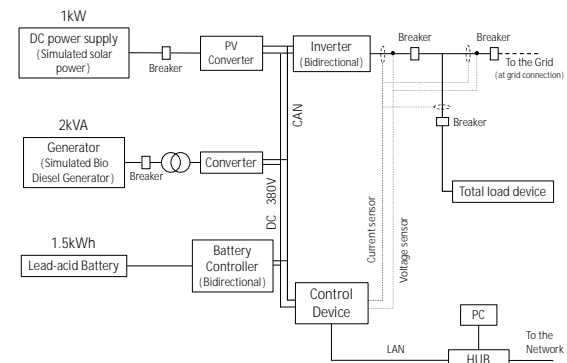 1kW
DC power supply
(Simulated solar
power)
Breaker
PV
Converter
Inverter
(Bidirectional)
Breaker
Breaker
To the Grid
(at grid connection)
CAN
Breaker
2kVA
Generator
(Simulated Bio
Diesel Generator)
Breaker
Converter
Total load device
DC 380V
Current sensor
Voltage sensor
1.5kWh
Lead-acid Battery
Battery
Controller
(Bidirectional)
Control
Device
PC
To the
Network
LAN
HUB